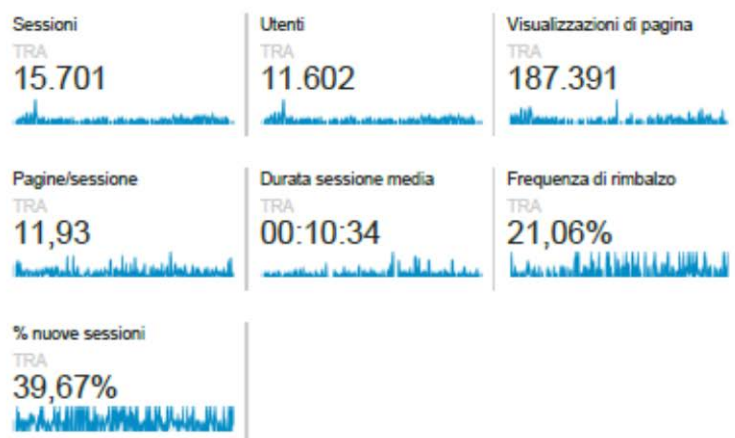 Sessioni
TRA
15.701
Utenti
TRA
11.602
Visualizzazioni di pagina
TRA
187.391
Pagine/sessione
TRA
11,93
Durata sessione media
TRA
00:10:34
Frequenza di rimbalzo
TRA
21,06%
% nuove sessioni
TRA
39,67%